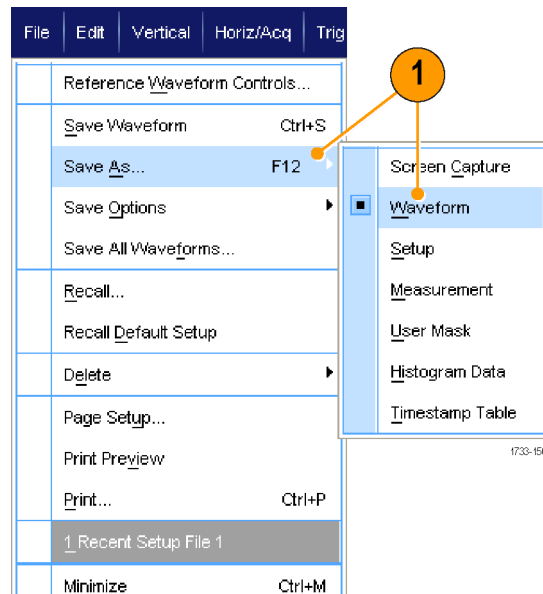 File Edit Vertical Horiz/Acq Trig
1
Reference Waveform Controls...
Save Waveform Ctrl+S
Save As... F12
Save Options
Save All Waveforms...
Recall...
Recall Default Setup
Delete
Page Setup...
Print Preview
Print... Ctrl+P
1 Recent Setup File 1
Minimize Ctrl+M
Screen Capture
Waveform
Setup
Measurement
User Mask
Histogram Data
Timestamp Table